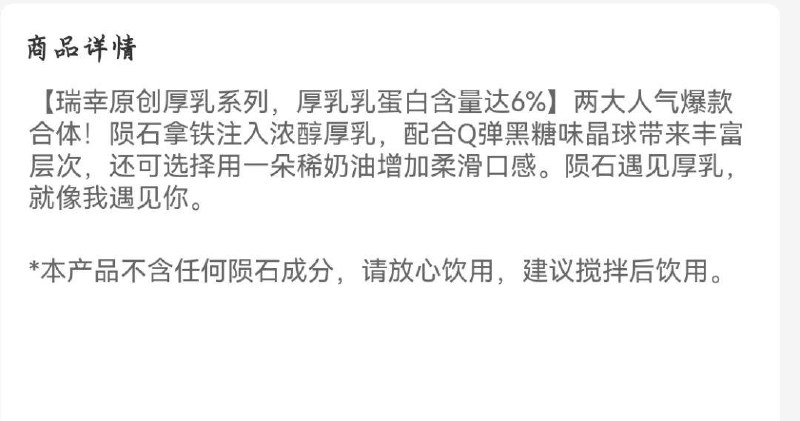 商品详情
【瑞幸原创厚乳系列，厚乳乳蛋白含量达6%】两大人气爆款
合体！陨石拿铁注入浓醇厚乳，配合Q弹黑糖味晶球带来丰富
层次，还可选择用一朵稀奶油增加柔滑口感。陨石遇见厚乳，
就像我遇见你。
*本产品不含任何陨石成分，请放心饮用，建议搅拌后饮用。